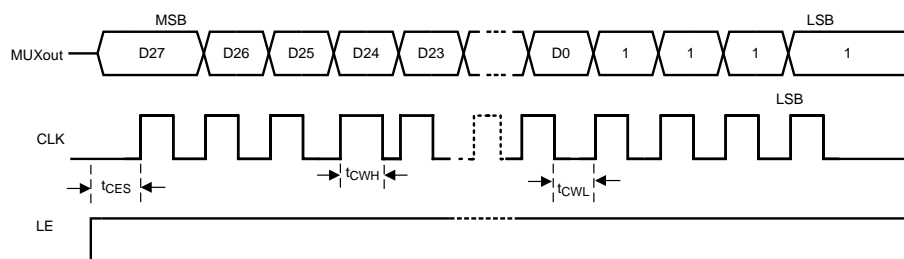 MSB LSB
MUXout D27 D26 D25 D24 D23 D0 1 1 1 1
LSB
CLK
tCES tCWH tCWL
LE